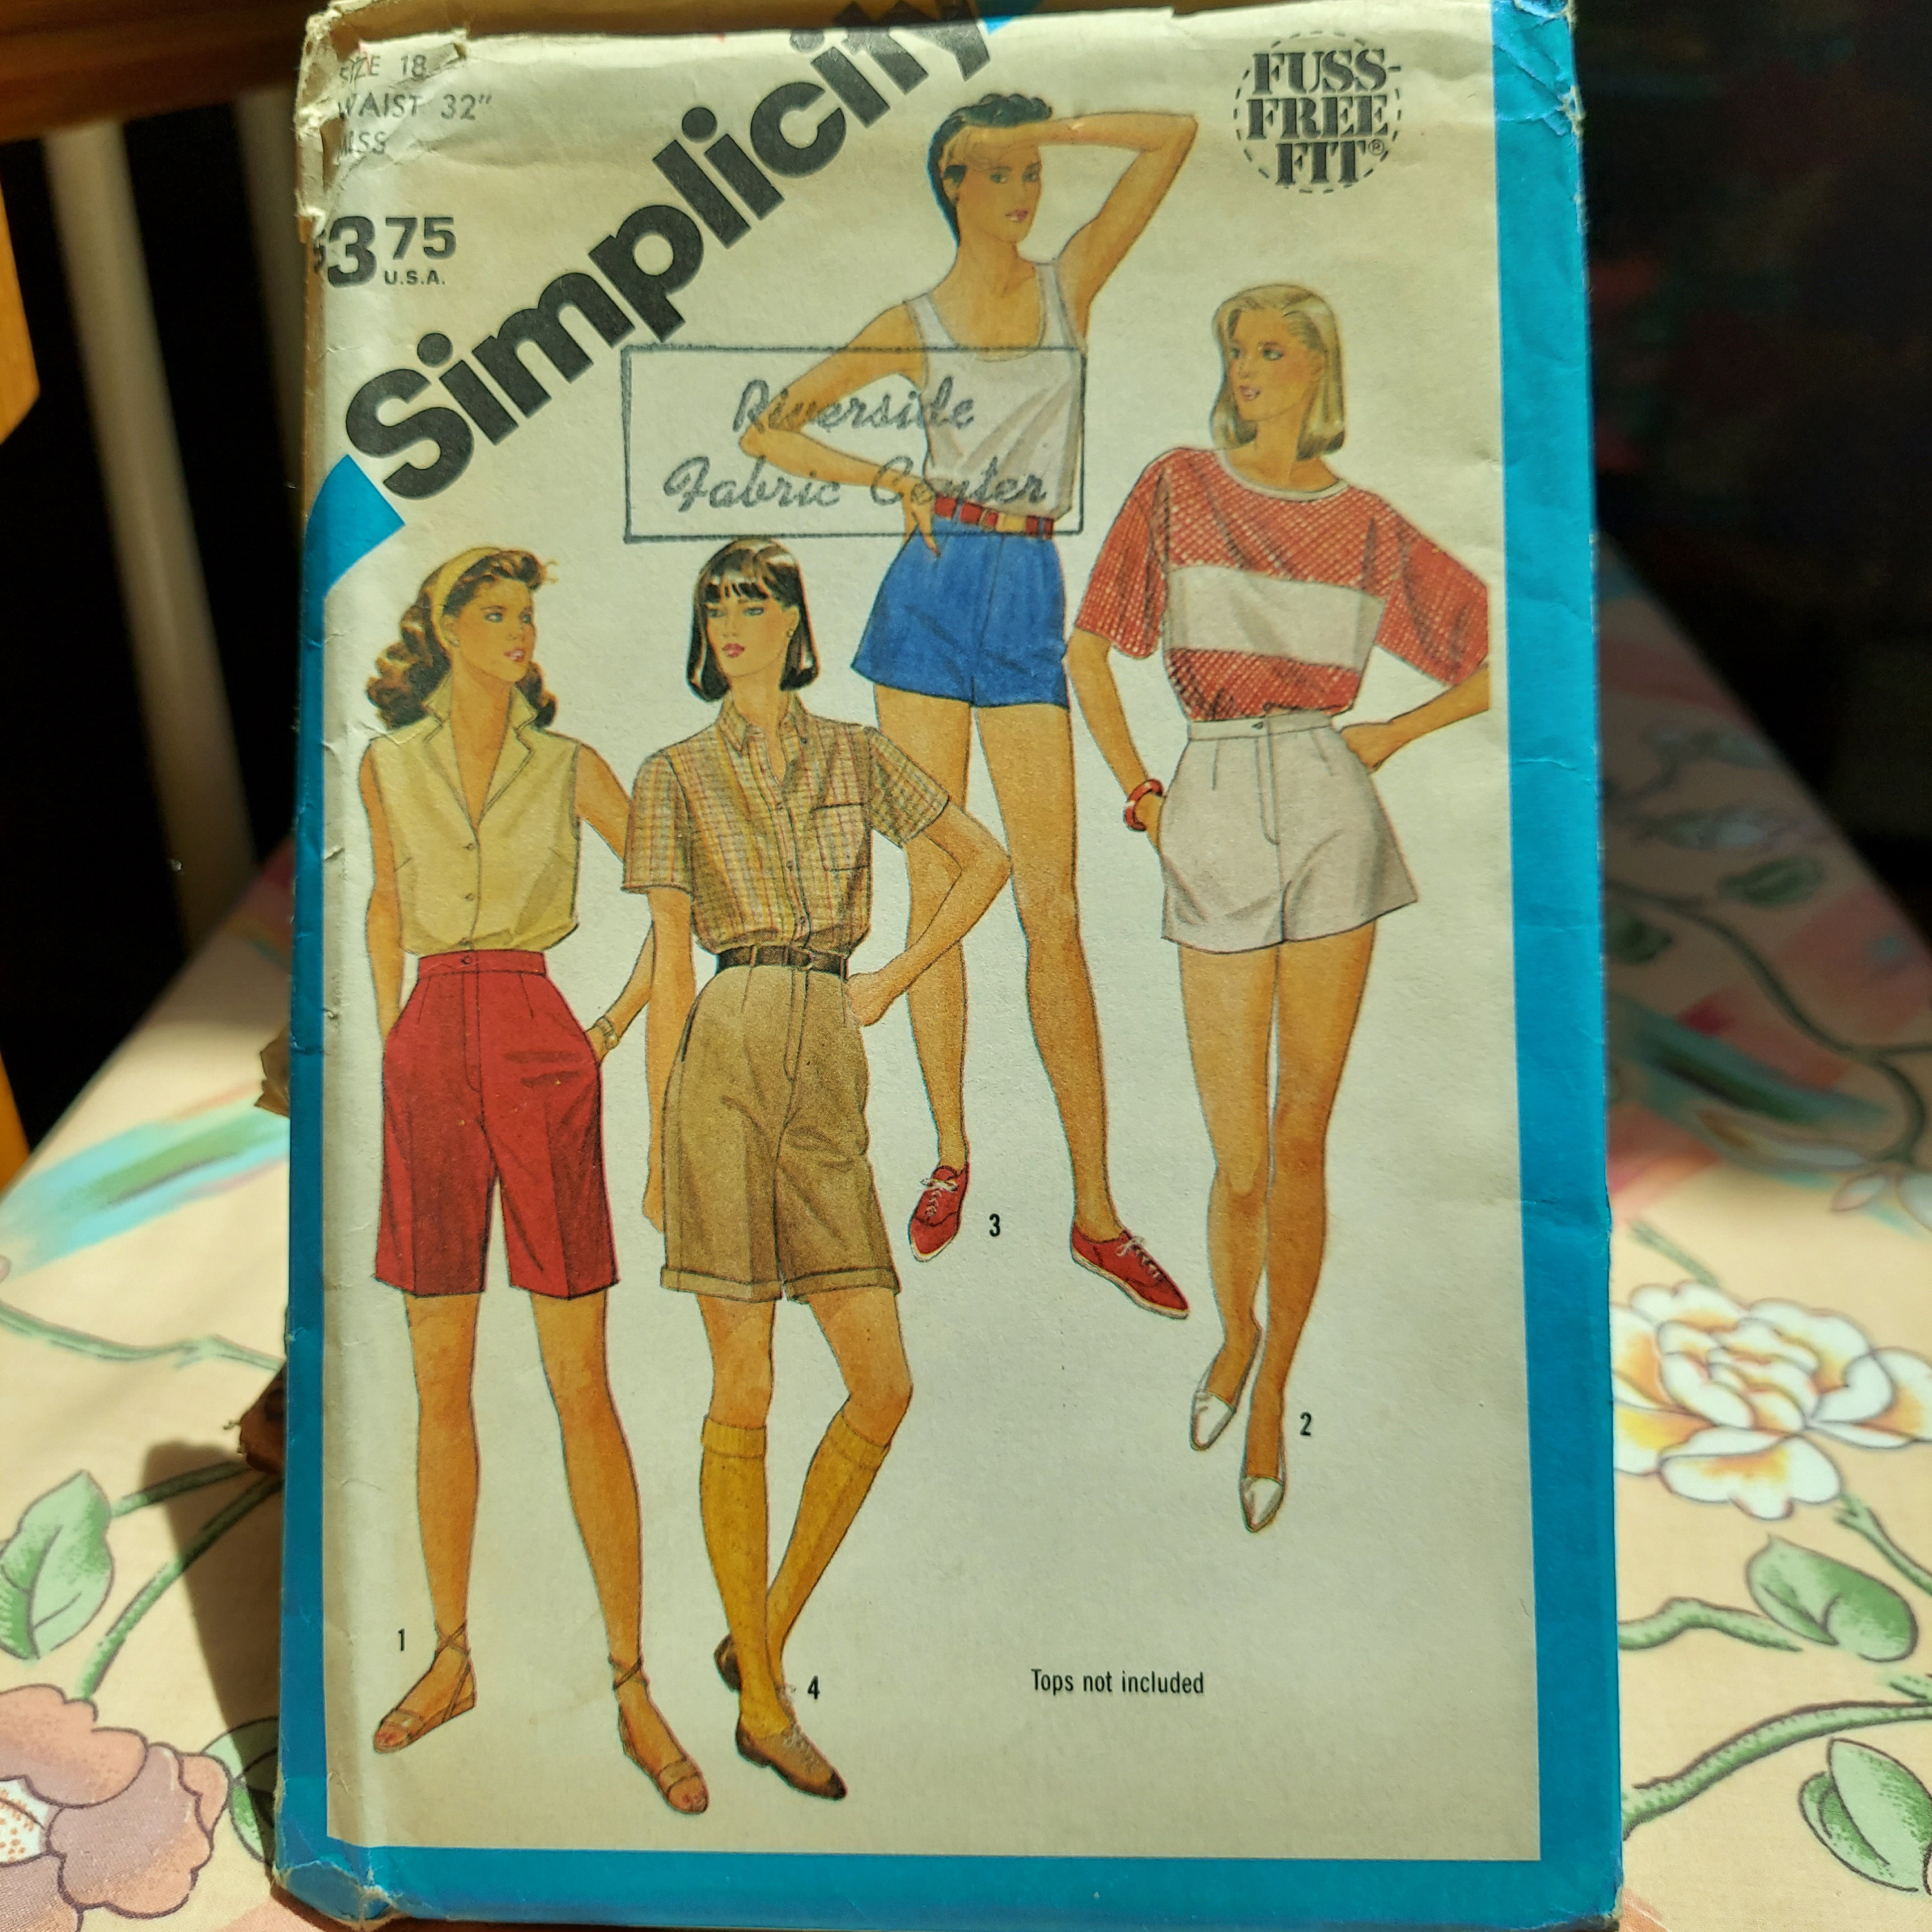 SIZE 18
WAIST 32"
MISS
$3 75
U.S.A.
Simplicity
FUSS-
FREE
FIT®
Riverside
Fabric Center
3
2
1
4
Tops not included